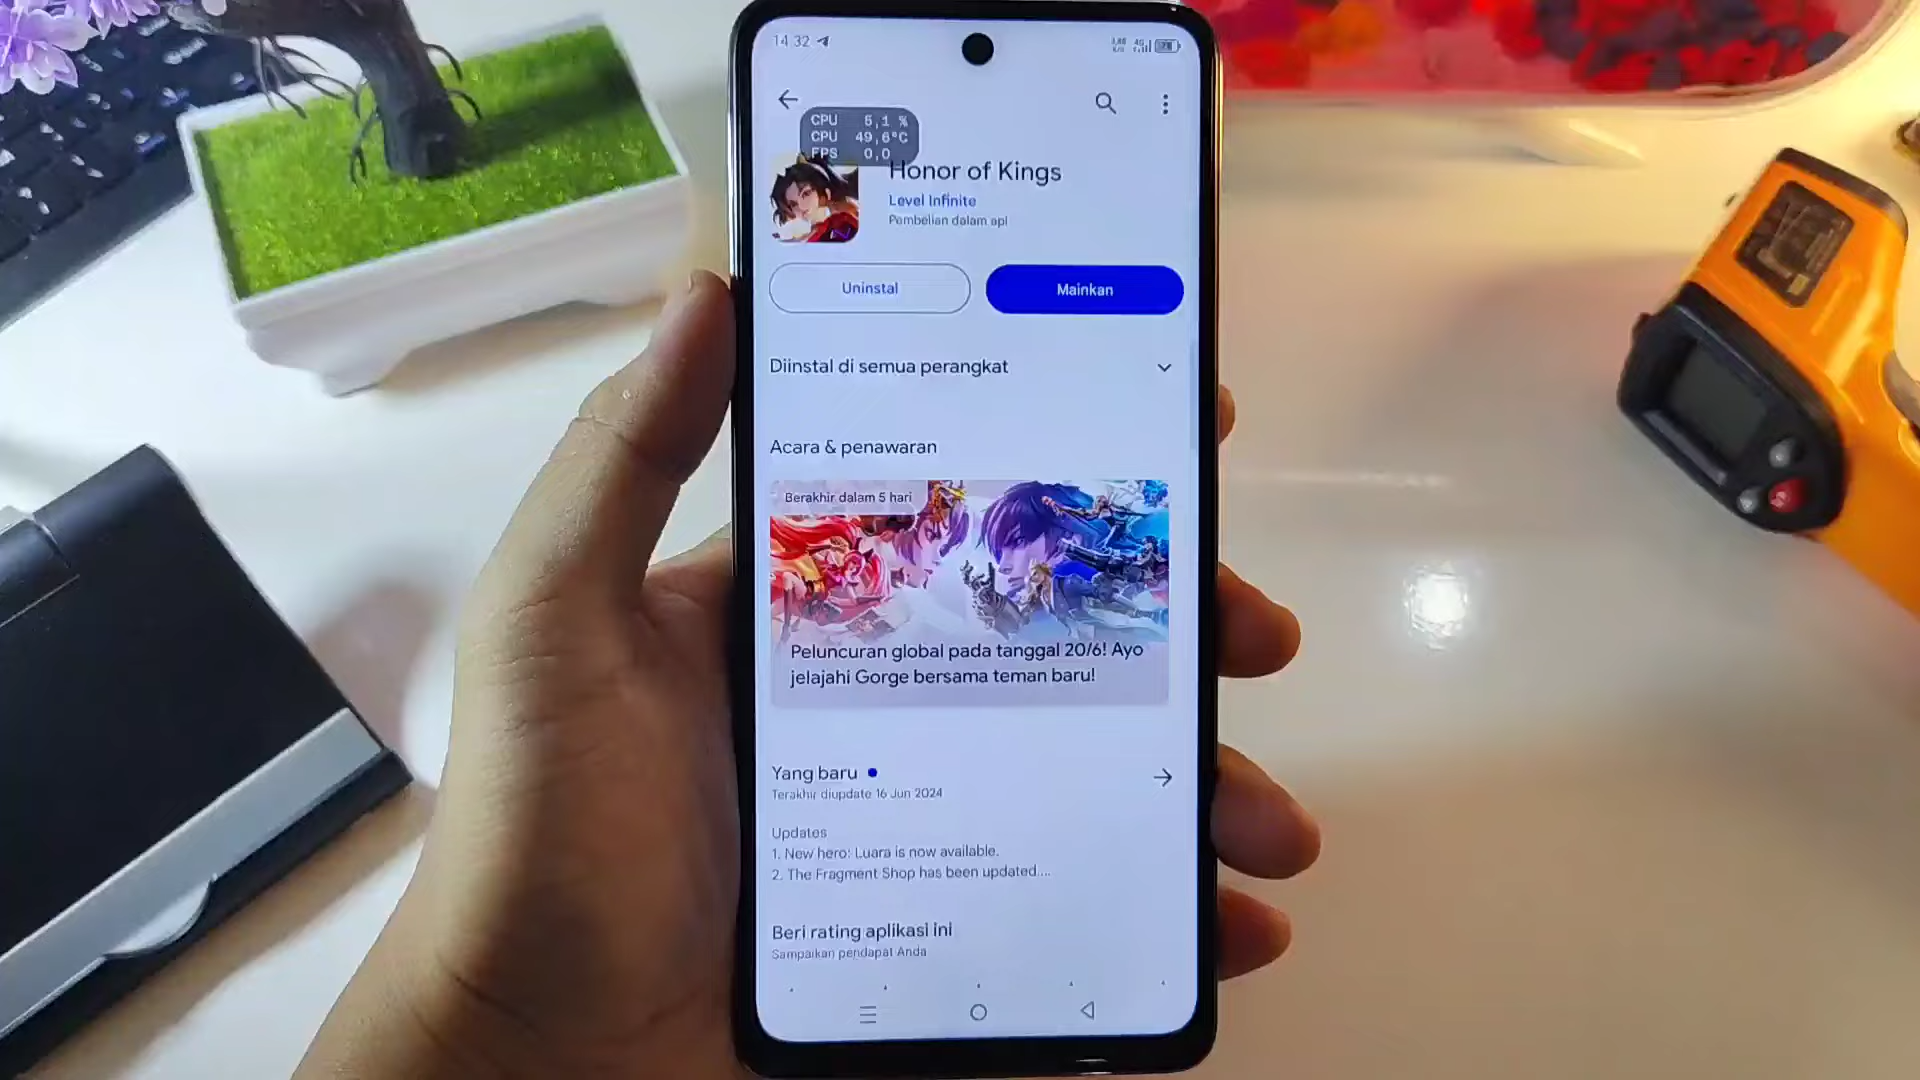 14 32
CPU 5,1 %
CPU 49,6°C
FPS 0,0
Honor of Kings
Level Infinite
Pembelian dalam apl
Uninstal
Mainkan
Diinstal di semua perangkat
Acara & penawaran
Berakhir dalam 5 hari
Peluncuran global pada tanggal 20/6! Ayo
jelajahi Gorge bersama teman baru!
Yang baru
Terakhir diupdate 16 Jun 2024
Updates
1. New hero: Luara is now available.
2. The Fragment Shop has been updated....
Beri rating aplikasi ini
Sampaikan pendapat Anda